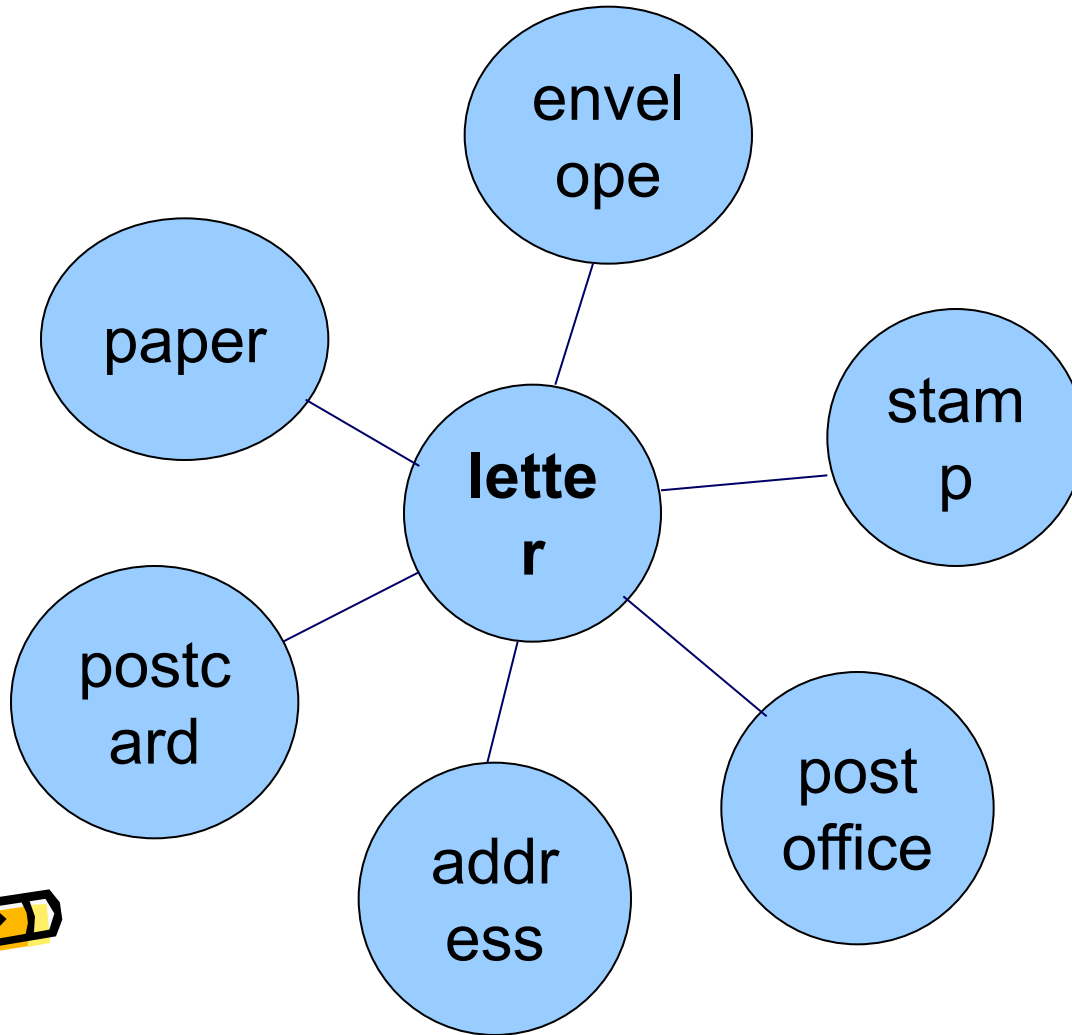 envel
ope
paper
stam
p
lette
r
postc
ard
post
office
addr
ess